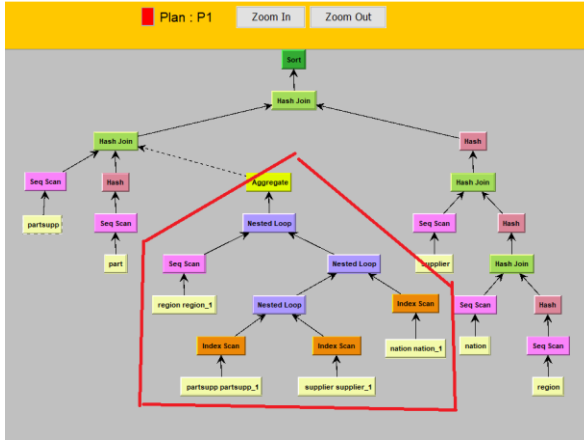 Plan : P1
Zoom In
Zoom Out
Sort
Hash Join
Hash Join
Hash
Seq Scan
Hash
Aggregate
Hash Join
partsupp
Seq Scan
Nested Loop
Seq Scan
Hash
part
Seq Scan
Nested Loop
supplier
Hash Join
region region_1
Nested Loop
Index Scan
Seq Scan
Hash
Index Scan
Index Scan
nation nation_1
nation
Seq Scan
partsupp partsupp_1
supplier supplier_1
region